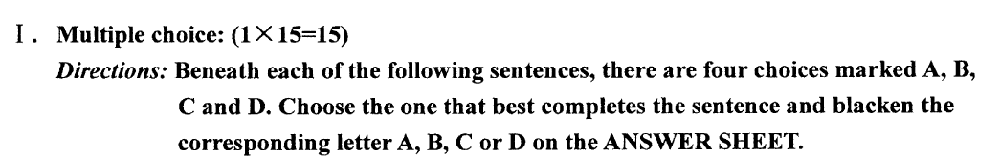 Ⅰ. Multiple choice: (1×15=15)
Directions: Beneath each of the following sentences, there are four choices marked A, B,
C and D. Choose the one that best completes the sentence and blacken the
corresponding letter A, B, C or D on the ANSWER SHEET.